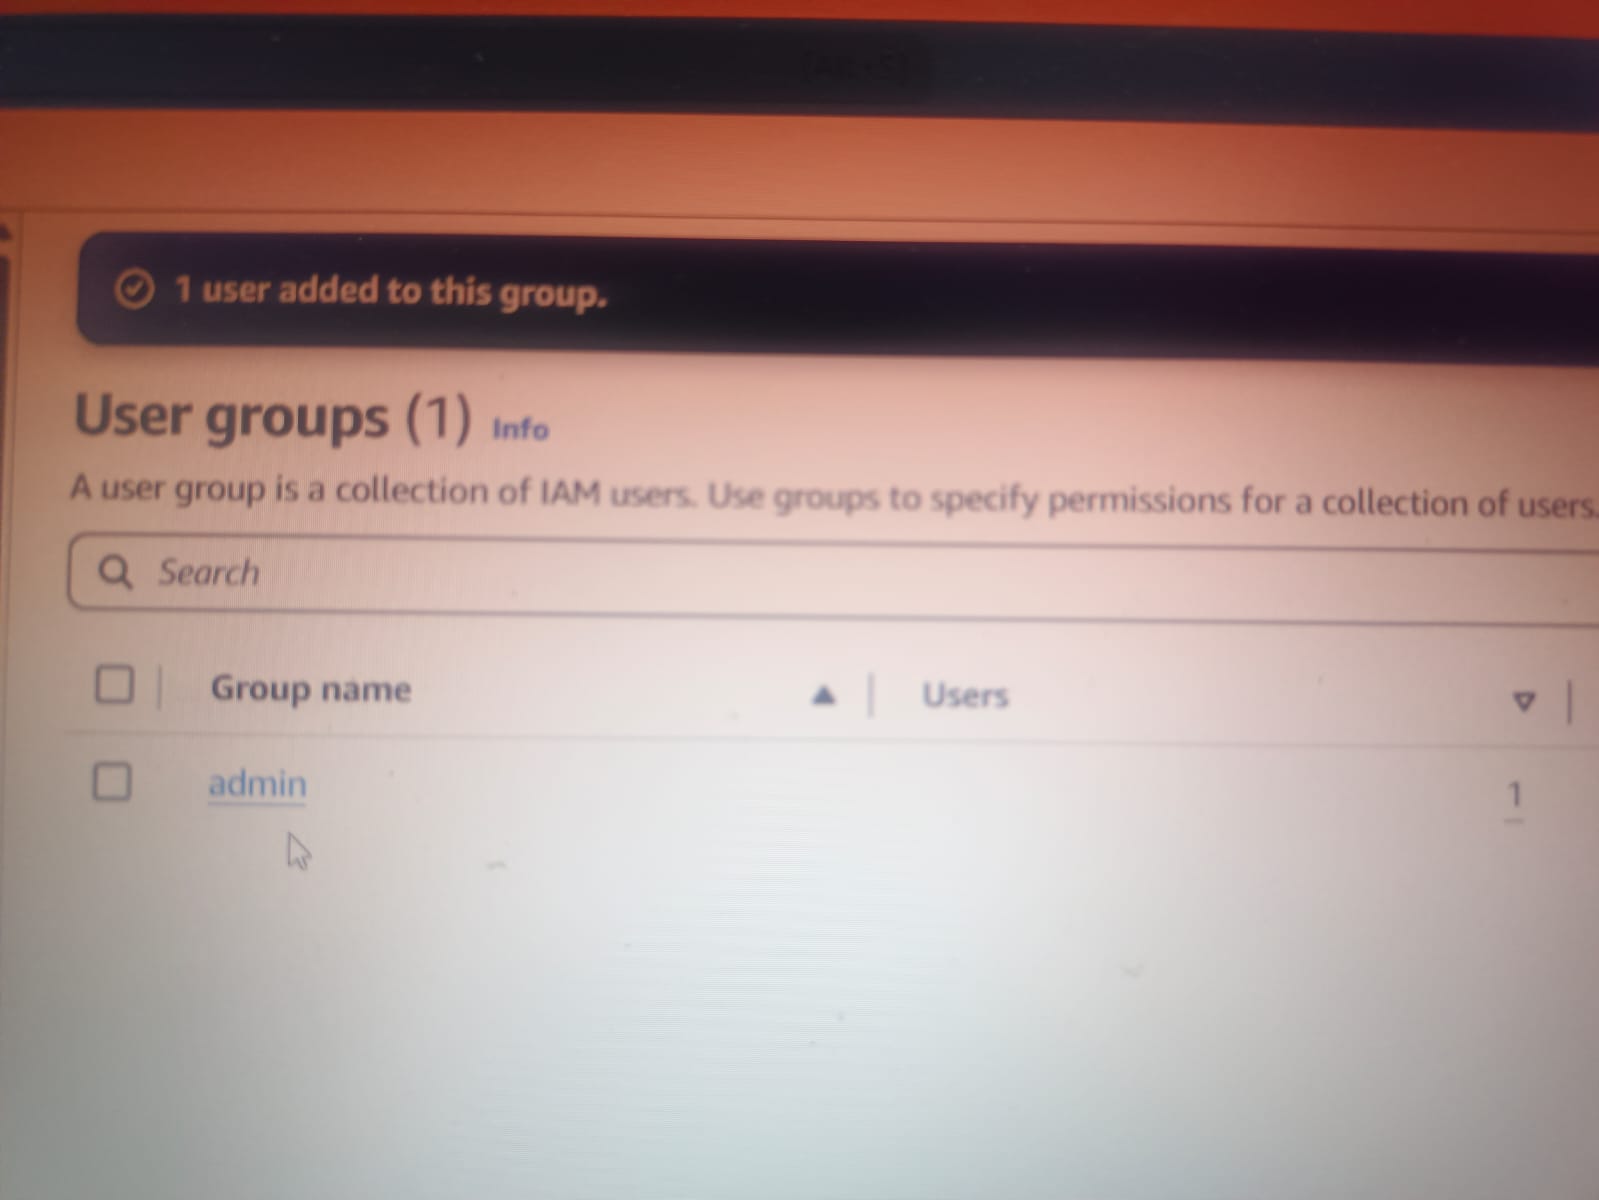 1 user added to this group.
User groups (1) Info
A user group is a collection of IAM users. Use groups to specify permissions for a collection of users.
Search
Group name Users
admin 1